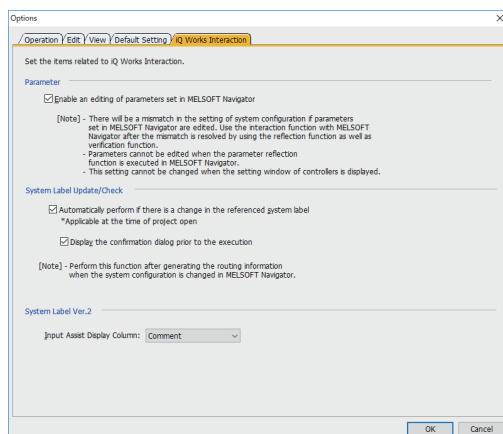 Options
Operation Edit View Default Setting iQ Works Interaction
Set the items related to iQ Works Interaction.
Parameter
Enable an editing of parameters set in MELSOFT Navigator
[Note] - There will be a mismatch in the setting of system configuration if parameters
set in MELSOFT Navigator are edited. Use the interaction function with MELSOFT
Navigator after the mismatch is resolved by using the reflection function as well as
verification function.
- Parameters cannot be edited when the parameter reflection
function is executed in MELSOFT Navigator.
- This setting cannot be changed when the setting window of controllers is displayed.
System Label Update/Check
Automatically perform if there is a change in the referenced system label
*Applicable at the time of project open
Display the confirmation dialog prior to the execution
[Note] - Perform this function after generating the routing information
when the system configuration is changed in MELSOFT Navigator.
System Label Ver.2
Input Assist Display Column: Comment
OK Cancel